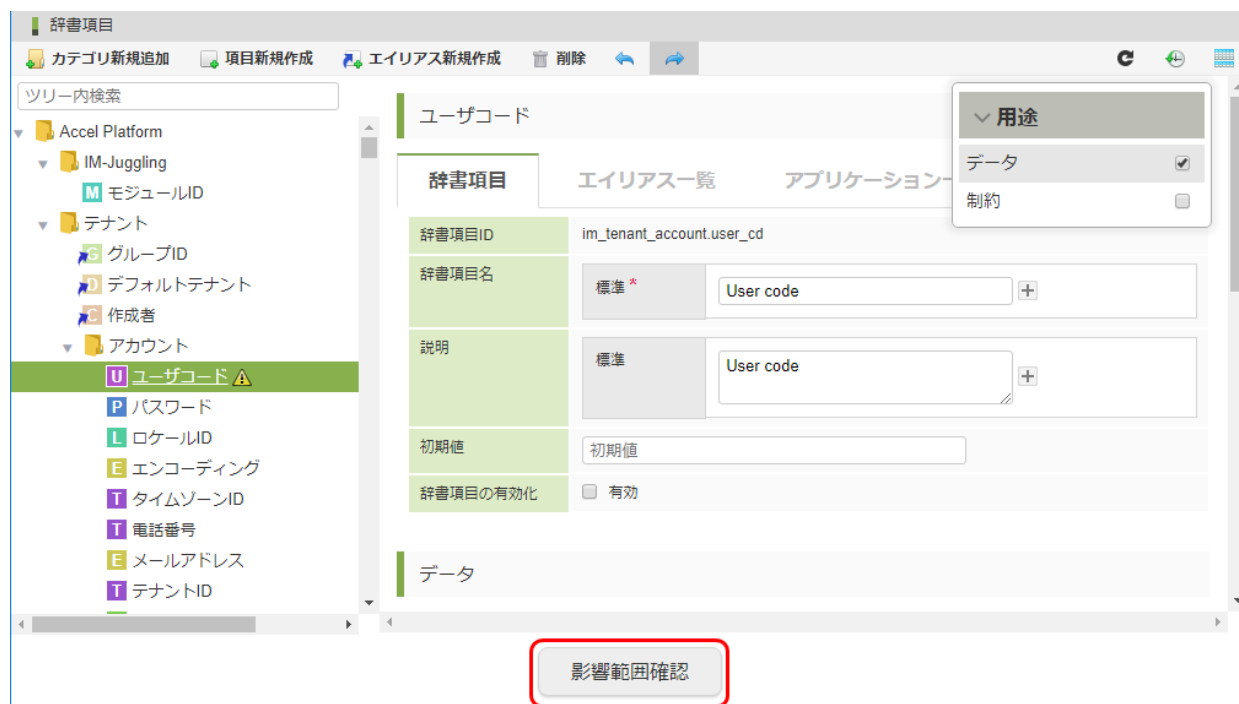 辞書項目
カテゴリ新規追加 項目新規作成 エイリアス新規作成 削除
ツリー内検索
Accel Platform
IM-Juggling
M モジュールID
テナント
G グループID
D デフォルトテナント
C 作成者
アカウント
U ユーザコード
P パスワード
L ロケールID
E エンコーディング
T タイムゾーンID
T 電話番号
E メールアドレス
T テナントID
ユーザコード
辞書項目 エイリアス一覧 アプリケーション
用途
データ
制約
辞書項目ID im_tenant_account.user_cd
辞書項目名 標準 * User code
説明 標準 User code
初期値 初期値
辞書項目の有効化 有効
データ
影響範囲確認